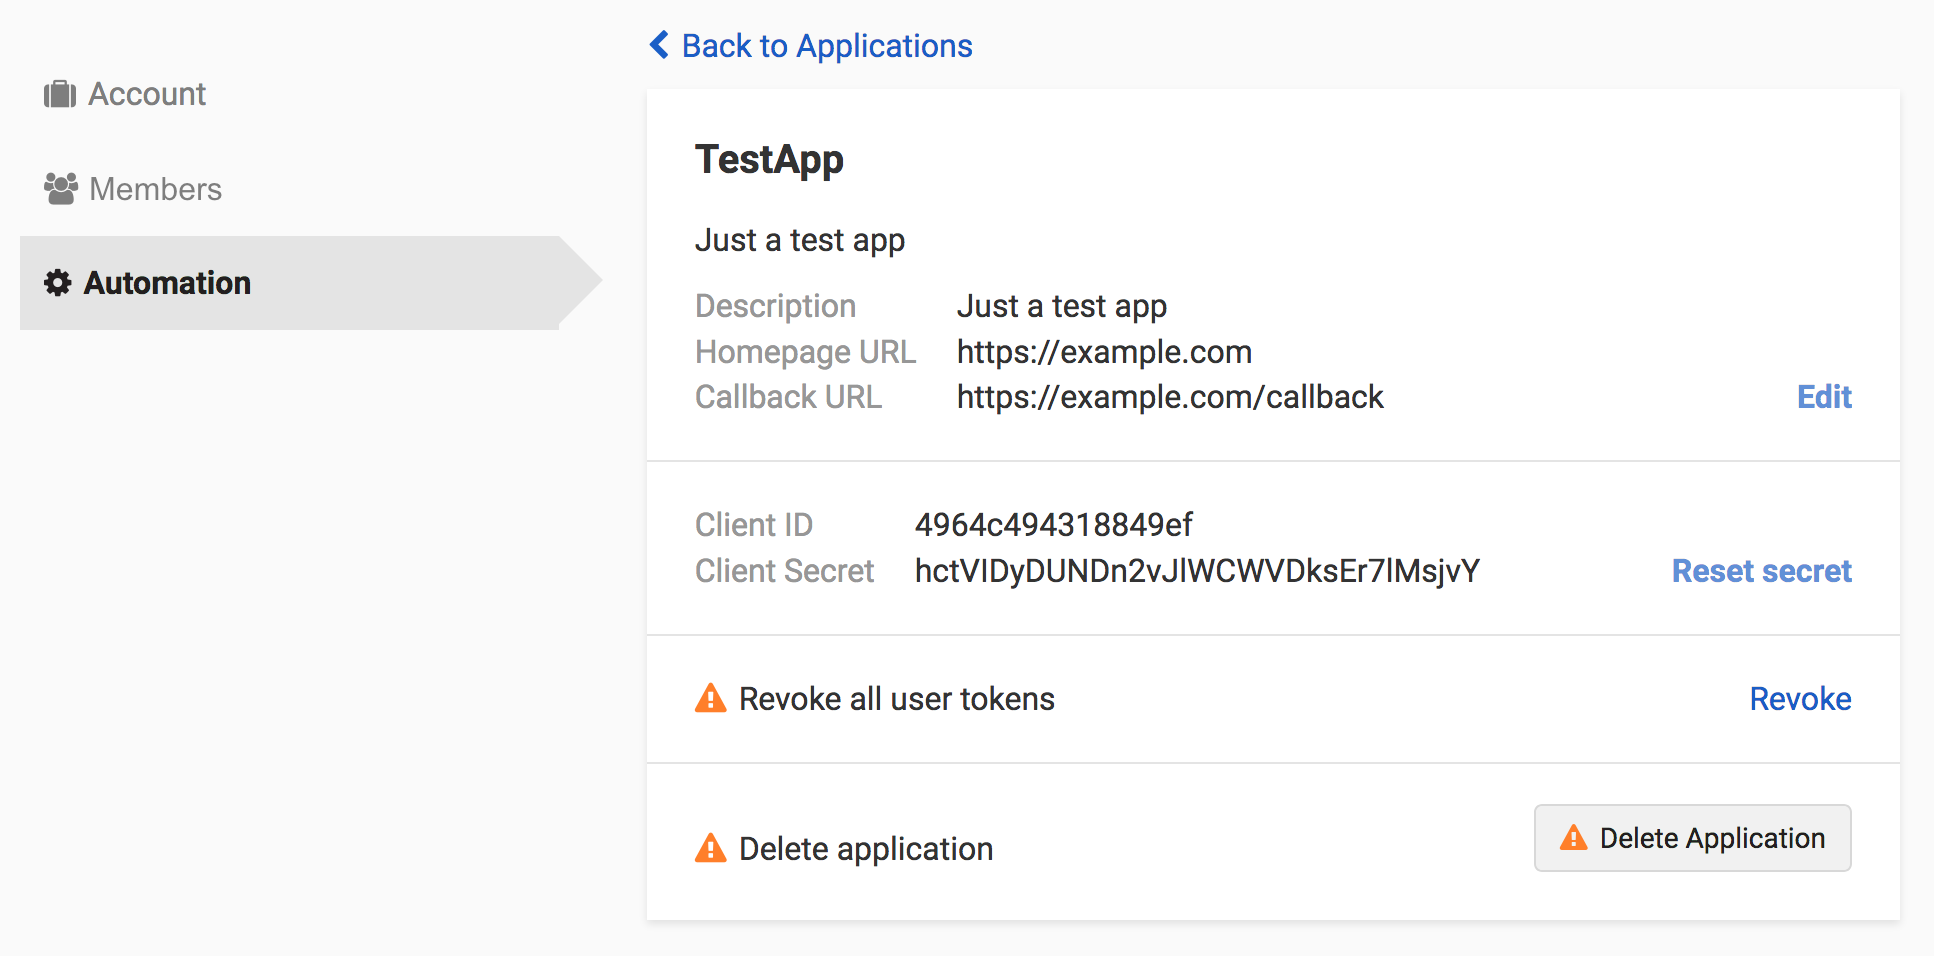 Back to Applications
Account
Members
Automation
TestApp
Just a test app
Description Just a test app
Homepage URL https://example.com
Callback URL https://example.com/callback Edit
Client ID 4964c494318849ef
Client Secret hctVIDyDUNDn2vJlWCWVDksEr7lMsjvY Reset secret
Revoke all user tokens Revoke
Delete application Delete Application